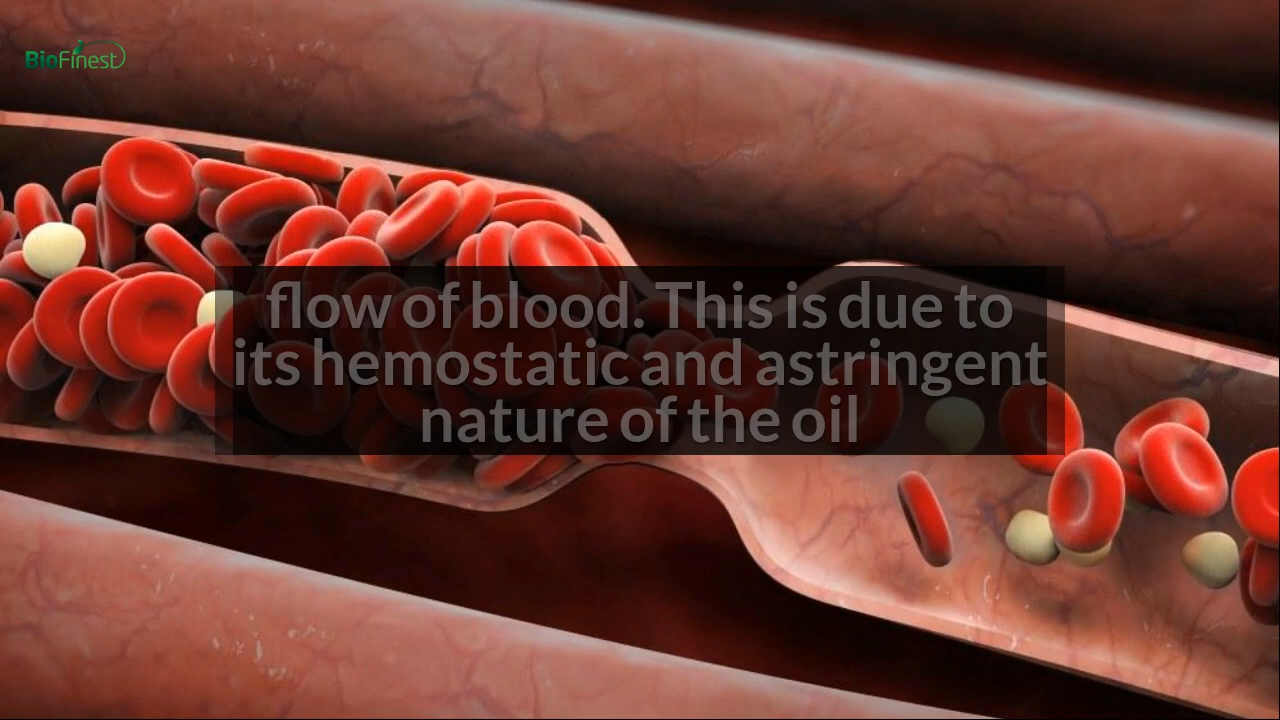 BioFinest
flow of blood. This is due to
its hemostatic and astringent
nature of the oil